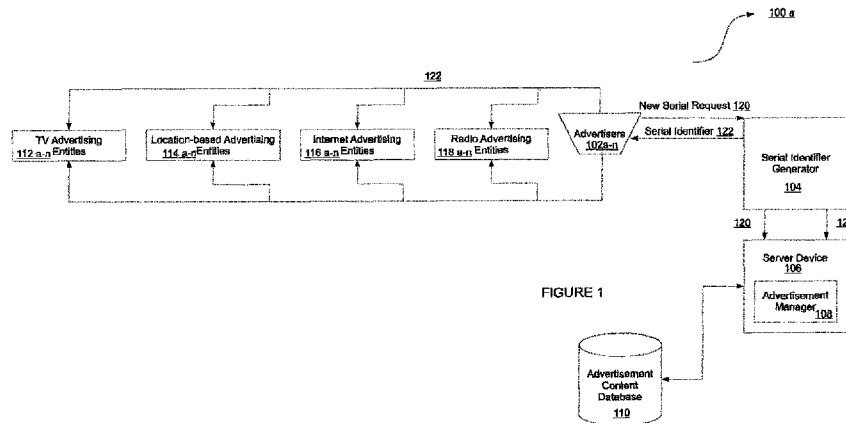 100 a
122
New Serial Request 120
Serial Identifier 122
TV Advertising
112 a-n Entities
Location-based Advertising
114 a-n Entities
Internet Advertising
116 a-n Entities
Radio Advertising
118 a-n Entities
Advertisers
102a-n
Serial Identifier
Generator
104
120
Server Device
106
Advertisement
Manager
108
FIGURE 1
Advertisement
Content
Database
110